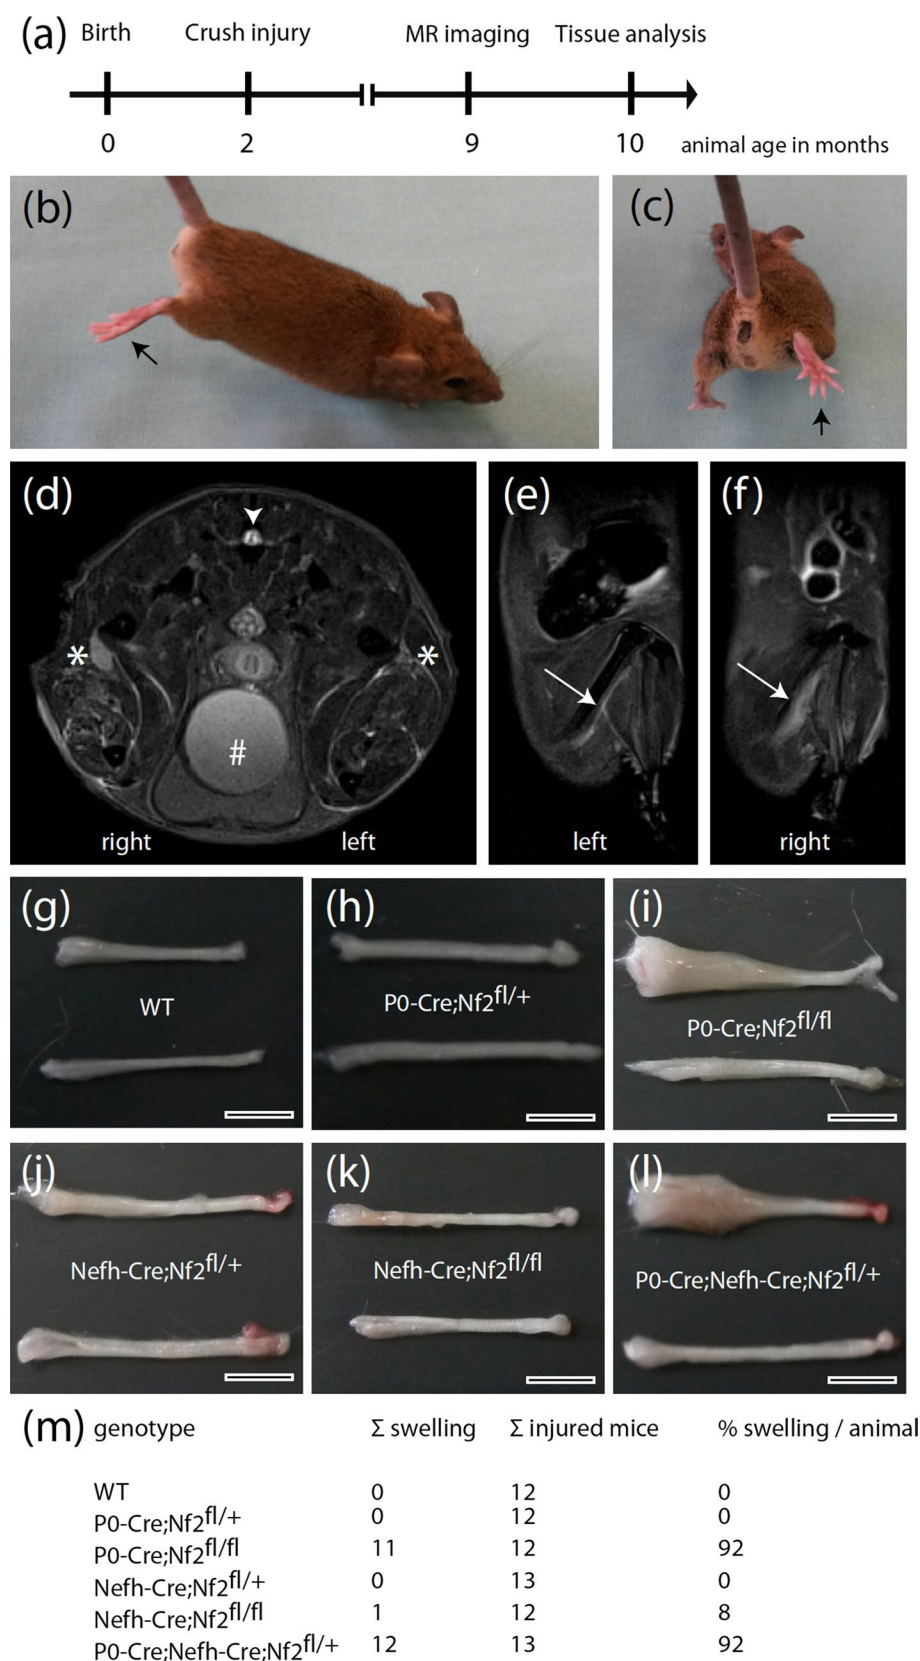 (a) Birth Crush injury MR imaging Tissue analysis
0 2 9 10 animal age in months
(b) (c)
(d) (e) (f)
* *
#
right left left right
(g) (h) (i)
WT P0-Cre;Nf2fl/+ P0-Cre;Nf2fl/fl
(j) (k) (l)
Nefh-Cre;Nf2fl/+ Nefh-Cre;Nf2fl/fl P0-Cre;Nefh-Cre;Nf2fl/+
(m) genotype Σ swelling Σ injured mice % swelling / animal
WT 0 12 0
P0-Cre;Nf2fl/+ 0 12 0
P0-Cre;Nf2fl/fl 11 12 92
Nefh-Cre;Nf2fl/+ 0 13 0
Nefh-Cre;Nf2fl/fl 1 12 8
P0-Cre;Nefh-Cre;Nf2fl/+ 12 13 92